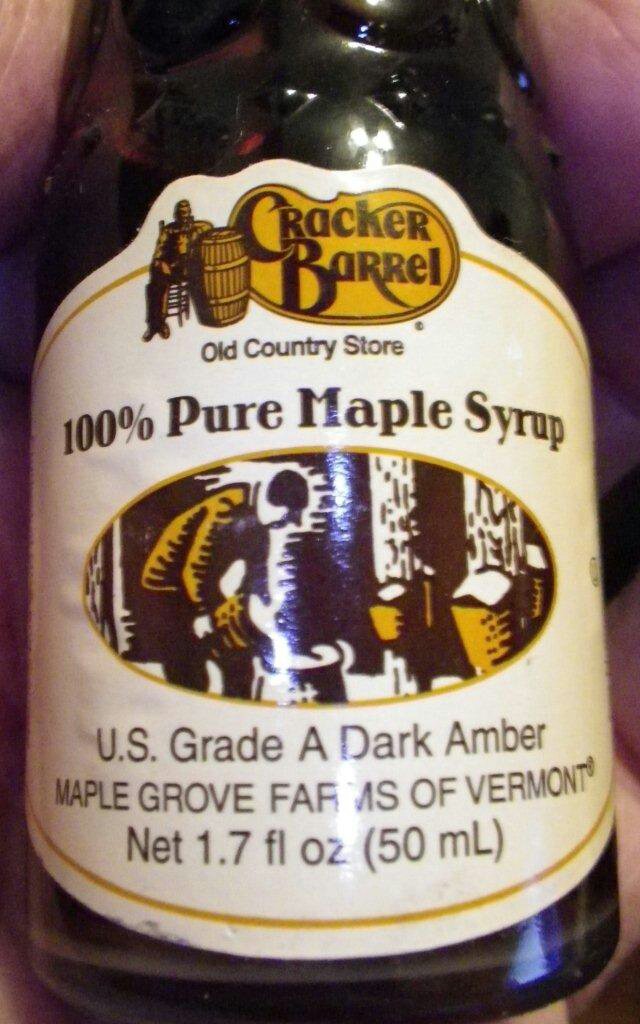 Cracker
Barrel
Old Country Store
100% Pure Maple Syrup
U.S. Grade A Dark Amber
MAPLE GROVE FARMS OF VERMONT®
Net 1.7 fl oz (50 mL)